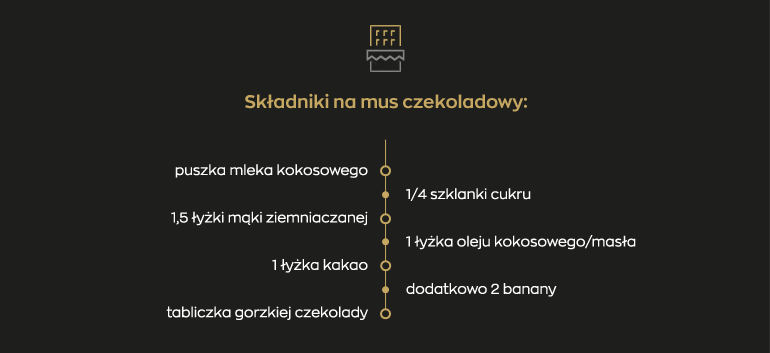 Składniki na mus czekoladowy:
puszka mleka kokosowego
1/4 szklanki cukru
1,5 łyżki mąki ziemniaczanej
1 łyżka oleju kokosowego/masła
1 łyżka kakao
dodatkowo 2 banany
tabliczka gorzkiej czekolady